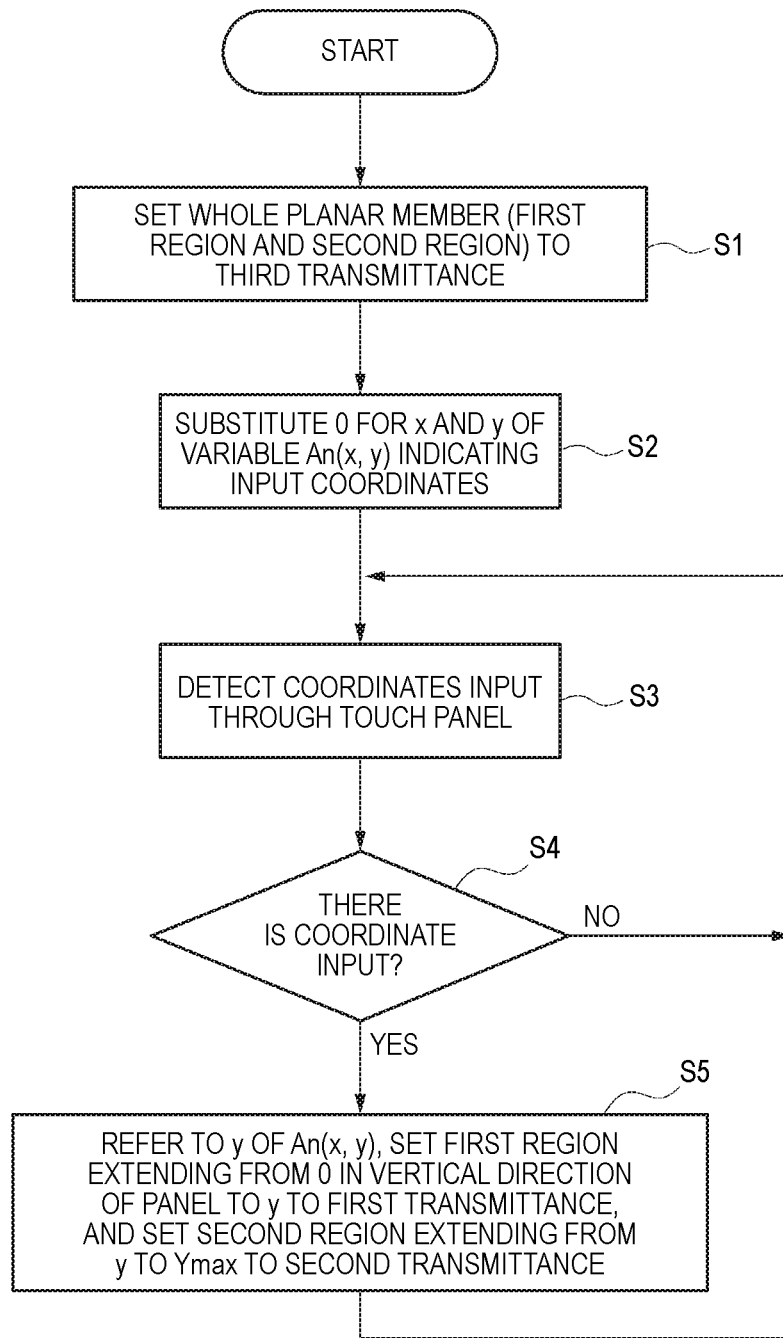 START
SET WHOLE PLANAR MEMBER (FIRST
REGION AND SECOND REGION) TO
THIRD TRANSMITTANCE
S1
SUBSTITUTE 0 FOR x AND y OF
VARIABLE An(x, y) INDICATING
INPUT COORDINATES
S2
DETECT COORDINATES INPUT
THROUGH TOUCH PANEL
S3
S4
THERE
IS COORDINATE
INPUT?
NO
YES
S5
REFER TO y OF An(x, y), SET FIRST REGION
EXTENDING FROM 0 IN VERTICAL DIRECTION
OF PANEL TO y TO FIRST TRANSMITTANCE,
AND SET SECOND REGION EXTENDING FROM
y TO Ymax TO SECOND TRANSMITTANCE